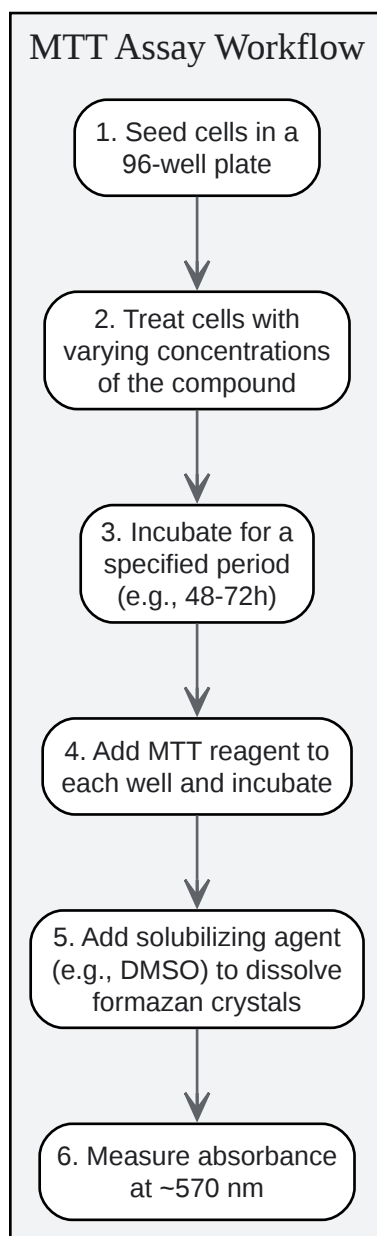 MTT Assay Workflow
1. Seed cells in a
96-well plate
2. Treat cells with
varying concentrations
of the compound
3. Incubate for a
specified period
(e.g., 48-72h)
4. Add MTT reagent to
each well and incubate
5. Add solubilizing agent
(e.g., DMSO) to dissolve
formazan crystals
6. Measure absorbance
at ~570 nm